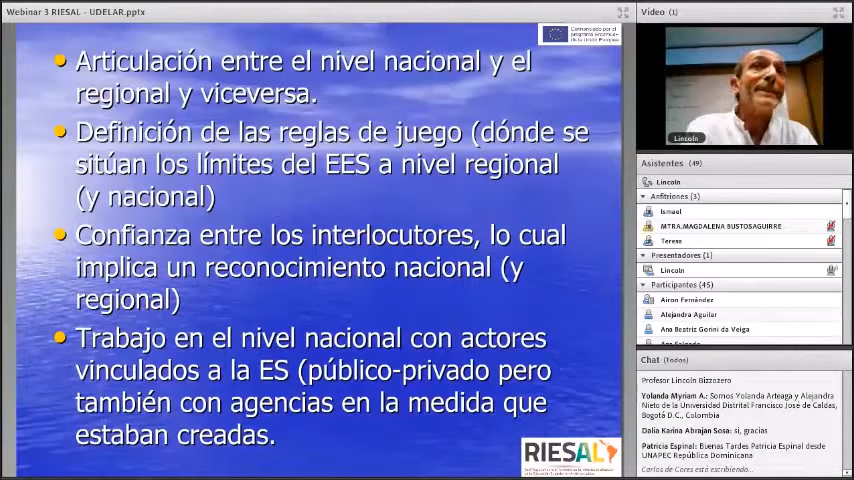 Webinar 3 RIESAL - UDELAR.pptx
Articulación entre el nivel nacional y el
regional y viceversa.
Definición de las reglas de juego (dónde se
sitúan los límites del EES a nivel regional
(y nacional)
Confianza entre los interlocutores, lo cual
implica un reconocimiento nacional (y
regional)
Trabajo en el nivel nacional con actores
vinculados a la ES (público-privado pero
también con agencias en la medida que
estaban creadas.
RIESAL
Vídeo (1)
Lincoln
Asistentes (49)
Lincoln
Anfitriones (3)
Ismael
MTRA.MAGDALENA BUSTOSAGUIRRE
Terese
Presentadores (1)
Lincoln
Participantes (45)
Airon Fernández
Alejandra Aguilar
Ana Beatriz Gorini da Veiga
Chat (Todos)
Profesor Lincoln Bizzozero
Yolanda Myriam A.: Somos Yolanda Arteaga y Alejandra
Nieto de la Universidad Distrital Francisco José de Caldas,
Bogotá D.C., Colombia
Dalia Karina Abrajan Sosa: si, gracias
Patricia Espinal: Buenas Tardes Patricia Espinal desde
UNAPEC República Dominicana
Carlos de Cores está escribiendo...